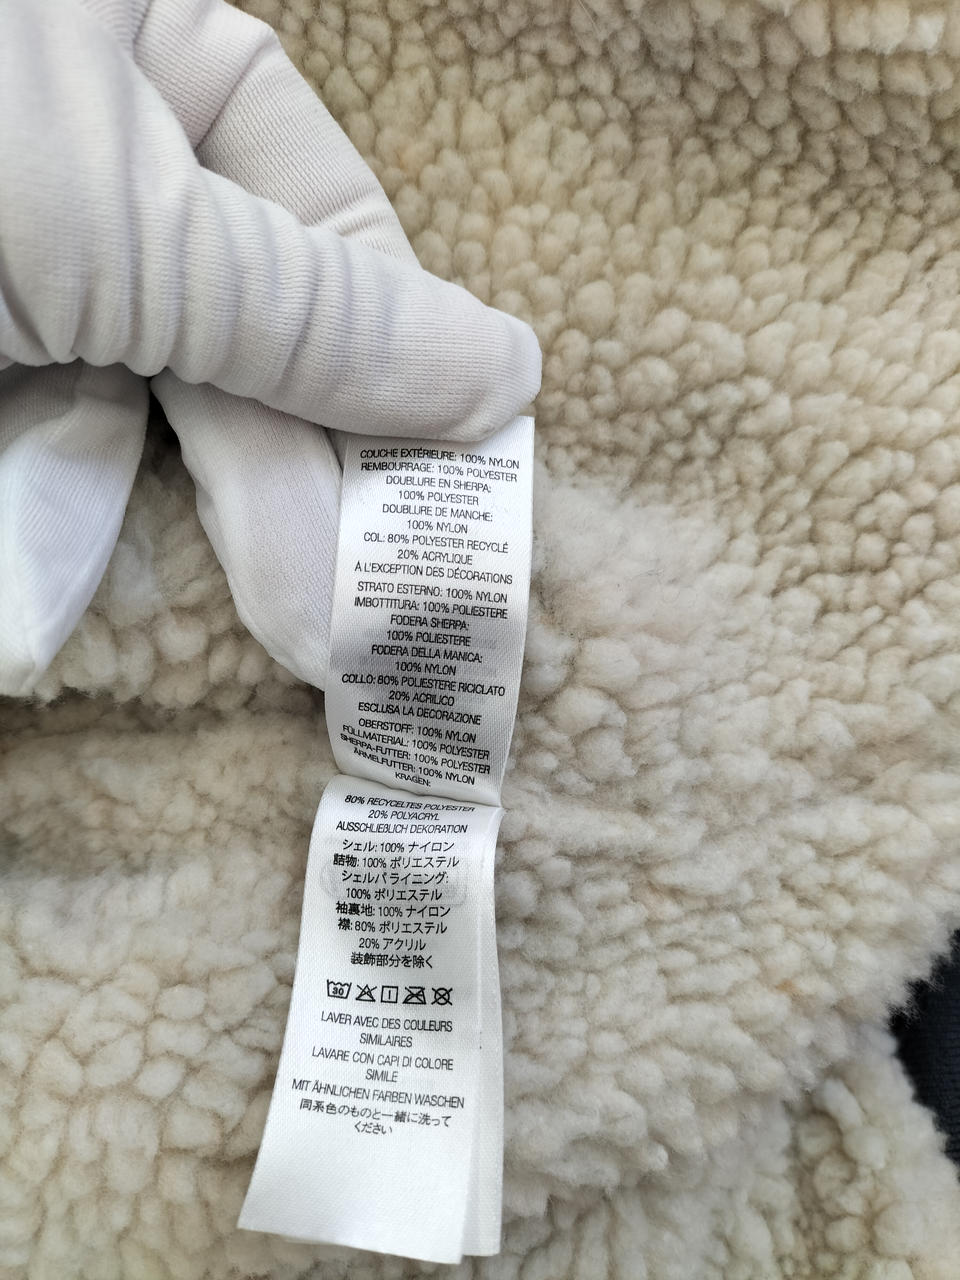 COUCHE EXTÉRIEURE: 100% NYLON
REMBOURRAGE: 100% POLYESTER
DOUBLURE EN SHERPA:
100% POLYESTER
DOUBLURE DE MANCHE:
100% NYLON
COL: 80% POLYESTER RECYCLÉ
20% ACRYLIQUE
À L'EXCEPTION DES DÉCORATIONS
STRATO ESTERNO: 100% NYLON
IMBOTTITURA: 100% POLIESTERE
FODERA SHERPA:
100% POLIESTERE
FODERA DELLA MANICA:
100% NYLON
COLLO: 80% POLIESTERE RICICLATO
20% ACRILICO
ESCLUSA LA DECORAZIONE
OBERSTOFF: 100% NYLON
FÜLLMATERIAL: 100% POLYESTER
SHERPA-FUTTER: 100% POLYESTER
ÄRMELFUTTER: 100% NYLON
KRAGEN:
80% RECYCELTES POLYESTER
20% POLYACRYL
AUSSCHLIEßLICH DEKORATION
シェル: 100% ナイロン
詰物: 100% ポリエステル
シェルパ ライニング:
100% ポリエステル
袖裏地: 100% ナイロン
襟: 80% ポリエステル
20% アクリル
装飾部分を除く
30
LAVER AVEC DES COULEURS
SIMILAIRES
LAVARE CON CAPI DI COLORE
SIMILE
MIT ÄHNLICHEN FARBEN WASCHEN
同系色のものと一緒に洗って
ください